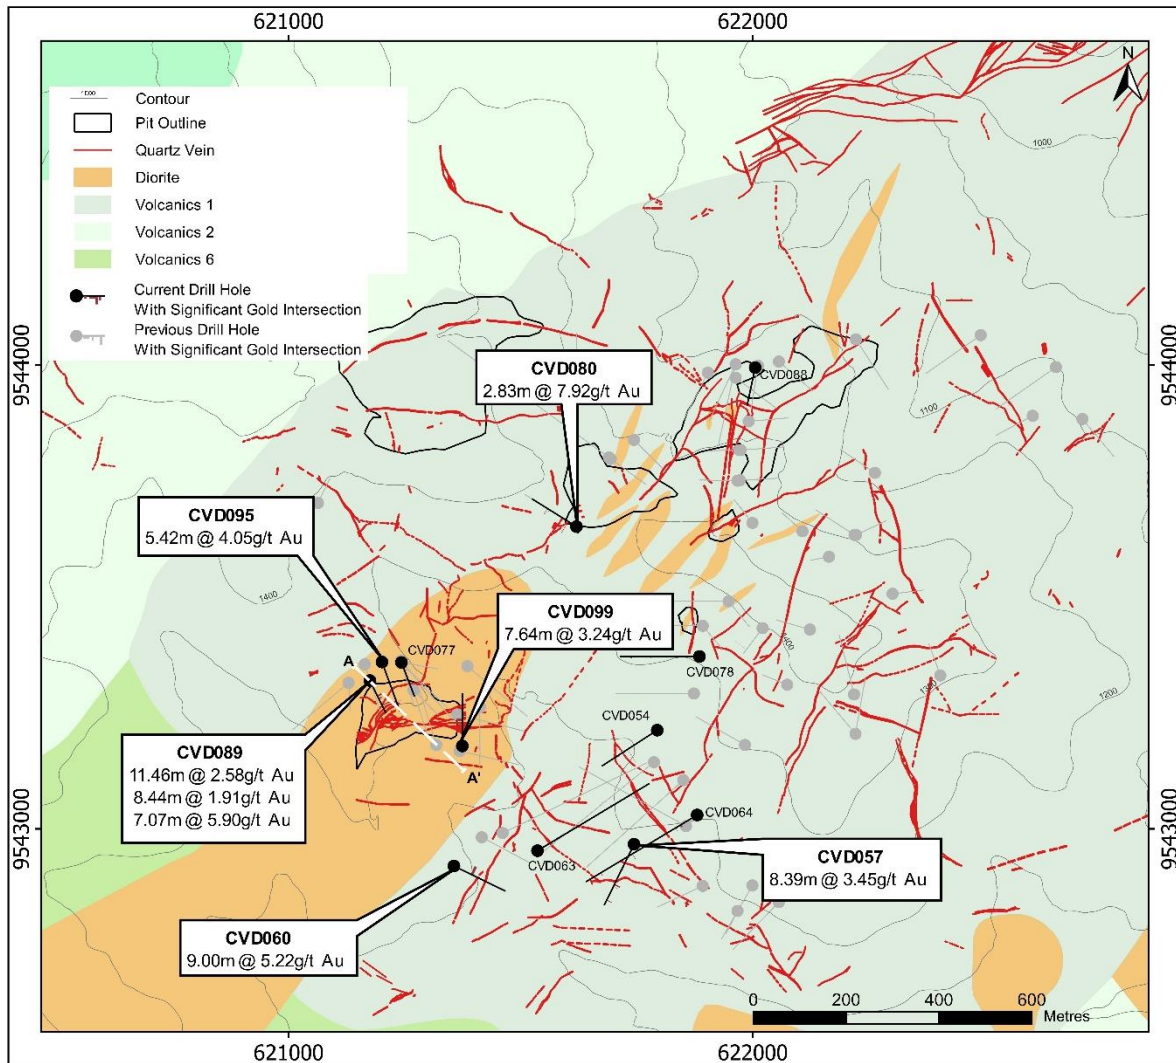 621000
622000
N
1000
Contour
Pit Outline
Quartz Vein
Diorite
Volcanics 1
Volcanics 2
Volcanics 6
Current Drill Hole
With Significant Gold Intersection
Previous Drill Hole
With Significant Gold Intersection
1000
9544000
9544000
CVD080
2.83m @ 7.92g/t Au
CVD088
1100
CVD095
5.42m @ 4.05g/t Au
1400
CVD099
7.64m @ 3.24g/t Au
1400
CVD077
A
CVD078
1300
1200
CVD054
CVD089
11.46m @ 2.58g/t Au
8.44m @ 1.91g/t Au
7.07m @ 5.90g/t Au
A'
CVD064
9543000
9543000
CVD063
CVD057
8.39m @ 3.45g/t Au
CVD060
9.00m @ 5.22g/t Au
0
200
400
600
Metres
621000
622000